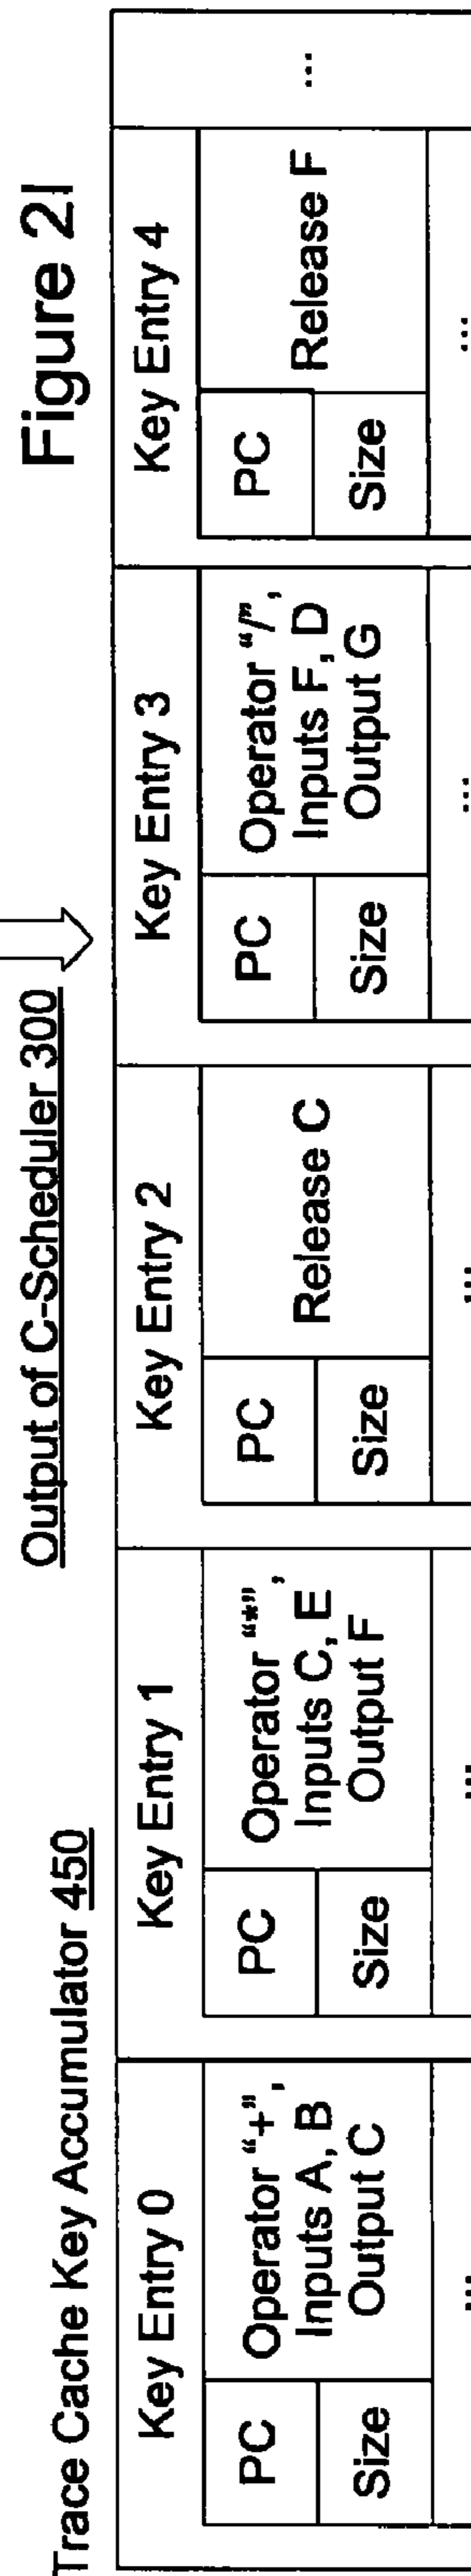 Figure 2I
Output of C-Scheduler 300
Trace Cache Key Accumulator 450
Key Entry 0
PC
Size
Operator "+",
Inputs A, B
Output C
...
Key Entry 1
PC
Size
Operator "*",
Inputs C, E
Output F
...
Key Entry 2
PC
Size
Release C
...
Key Entry 3
PC
Size
Operator "/",
Inputs F, D
Output G
...
Key Entry 4
PC
Size
Release F
...
...